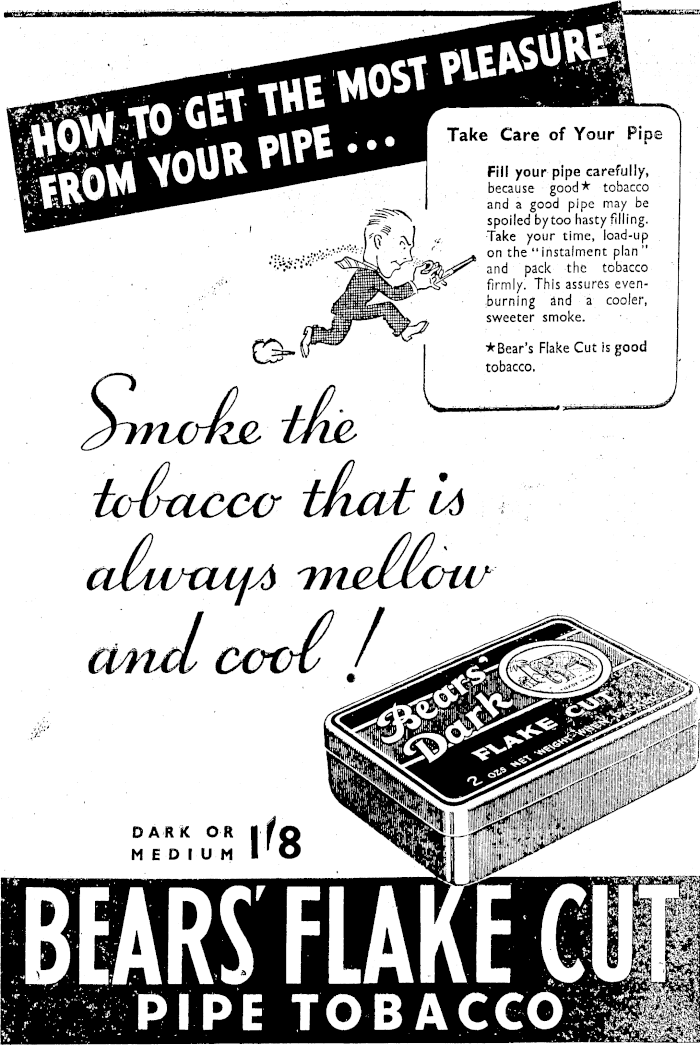 HOW TO GET THE MOST PLEASURE
FROM YOUR PIPE ...
Take Care of Your Pipe
Fill your pipe carefully,
because good★ tobacco
and a good pipe may be
spoiled by too hasty filling.
Take your time, load-up
on the "instalment plan"
and pack the tobacco
firmly. This assures even-
burning and a cooler,
sweeter smoke.
★Bear's Flake Cut is good
tobacco.
Smoke the
tobacco that is
always mellow
and cool!
Bears'
Dark
FLAKE CUT
2 OZS NET WEIGHT WHEN
DARK OR
MEDIUM 1/8
BEARS' FLAKE CUT
PIPE TOBACCO